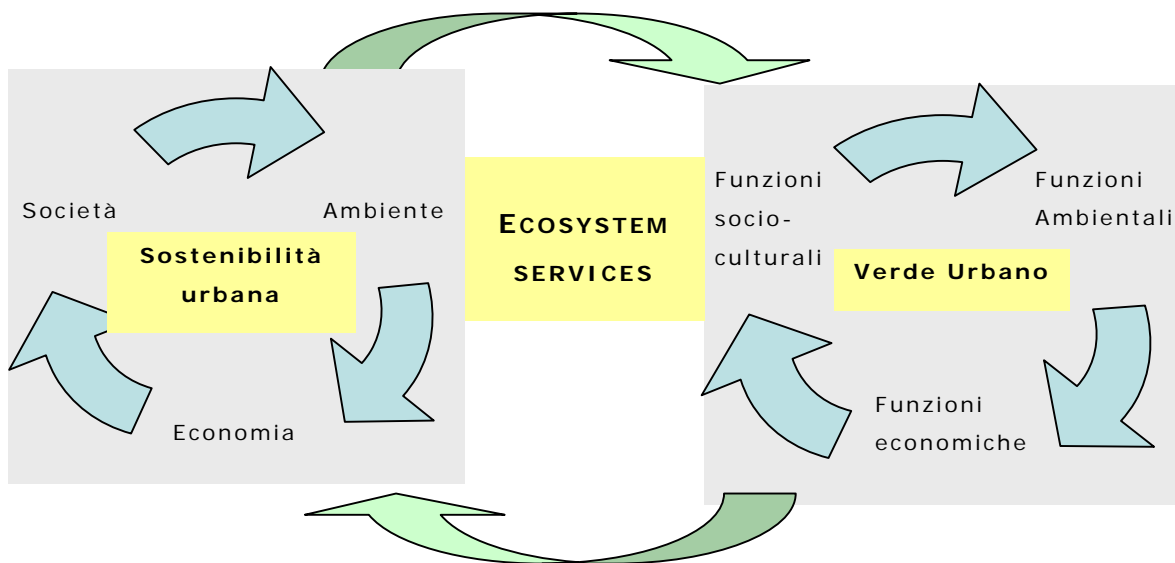 Società
Ambiente
Sostenibilità
urbana
Economia
ECOSYSTEM
SERVICES
Funzioni
socio-
culturali
Funzioni
Ambientali
Verde Urbano
Funzioni
economiche